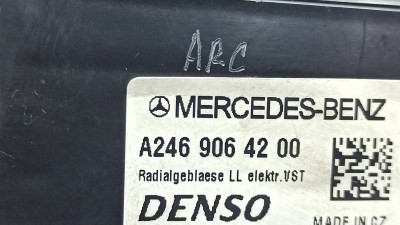 ARC
MERCEDES-BENZ
A246 906 42 00
Radialgeblaese LL elektr.VST
DENSO
MADE IN CZ